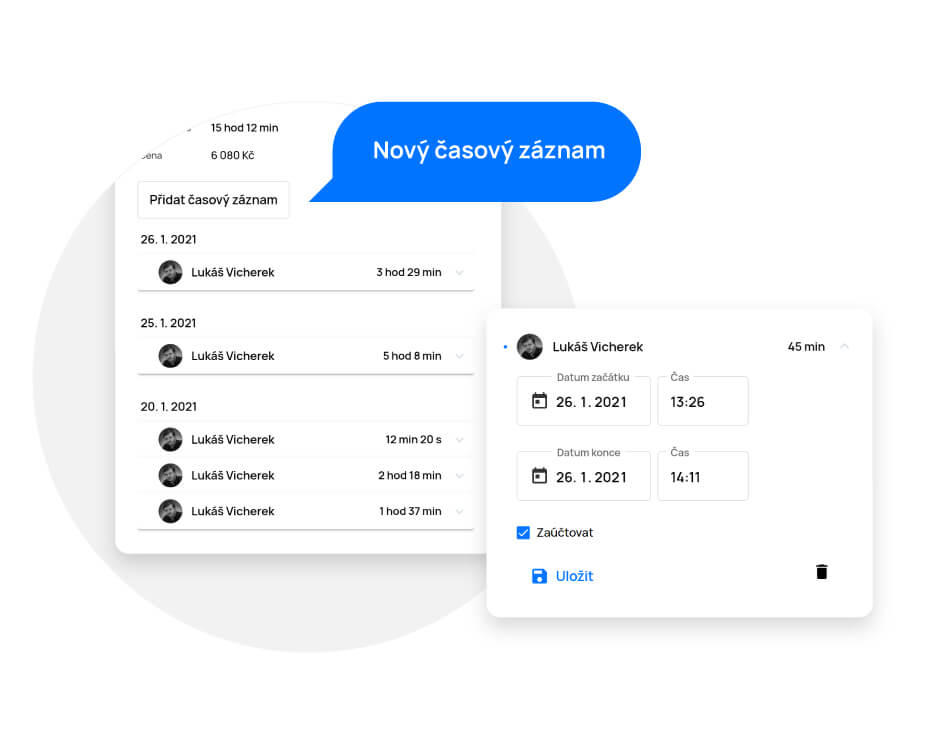 15 hod 12 min
6 080 Kč
Nový časový záznam
Přidat časový záznam
26. 1. 2021
Lukáš Vicherek 3 hod 29 min
25. 1. 2021
Lukáš Vicherek 5 hod 8 min
20. 1. 2021
Lukáš Vicherek 12 min 20 s
Lukáš Vicherek 2 hod 18 min
Lukáš Vicherek 1 hod 37 min
Lukáš Vicherek 45 min
Datum začátku Čas
26. 1. 2021 13:26
Datum konce Čas
26. 1. 2021 14:11
Zaúčtovat
Uložit